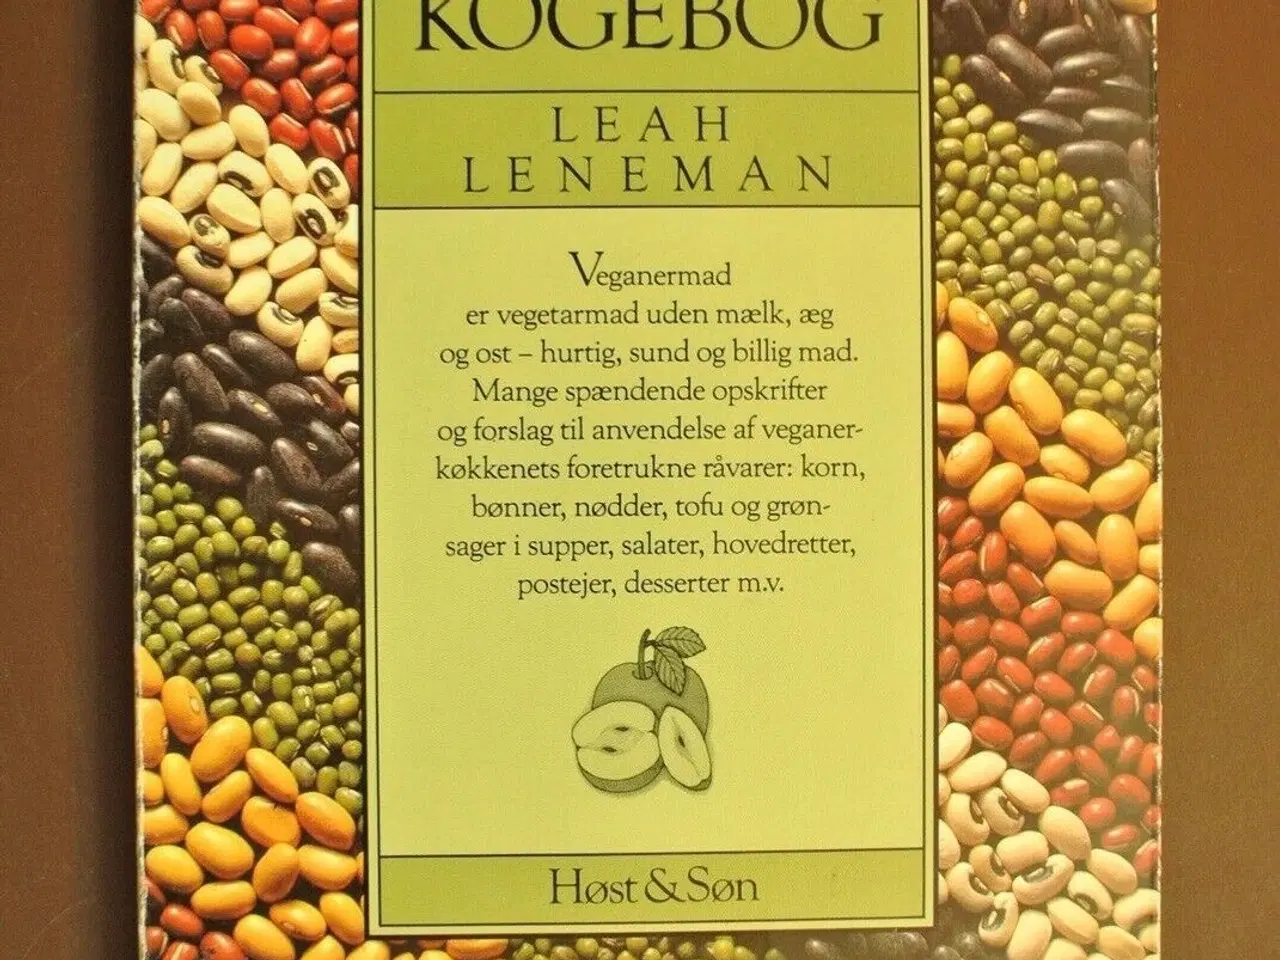 KOGEBOG
LEAH
LENEMAN
Veganermad
er vegetarmad uden mælk, æg
og ost – hurtig, sund og billig mad.
Mange spændende opskrifter
og forslag til anvendelse af veganer-
køkkenets foretrukne råvarer: korn,
bønner, nødder, tofu og grøn-
sager i supper, salater, hovedretter,
postejer, desserter m.v.
Høst & Søn